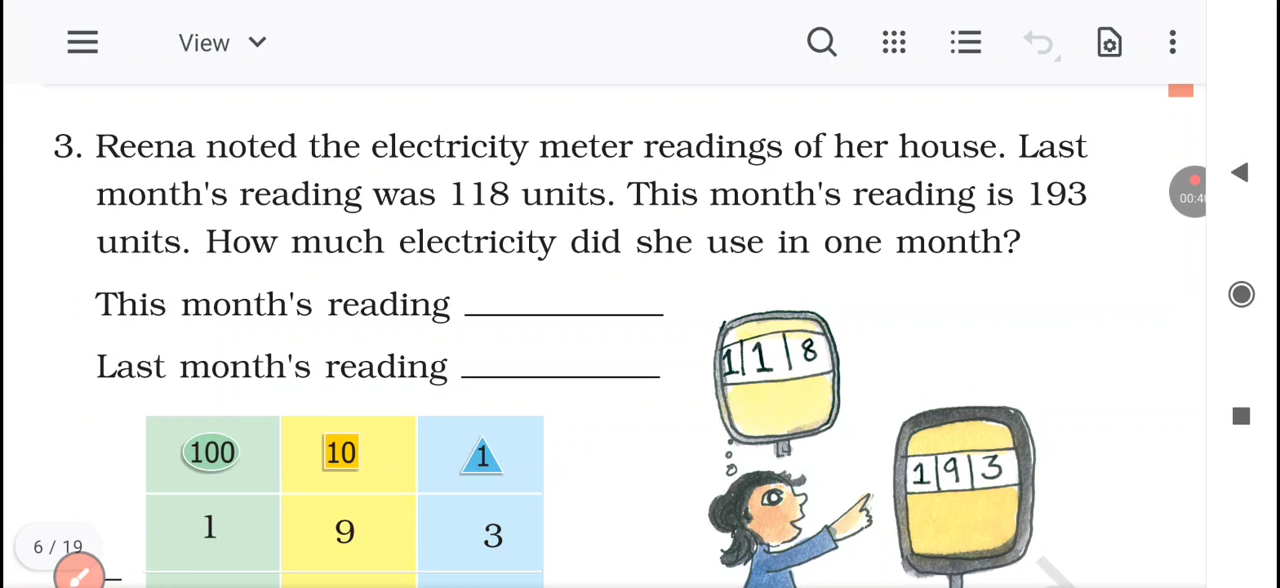 View
3. Reena noted the electricity meter readings of her house. Last
month's reading was 118 units. This month's reading is 193
units. How much electricity did she use in one month?
00:4
This month's reading
Last month's reading
1 1 8
100 10 1
1 9 3
1 9 3
6 / 19